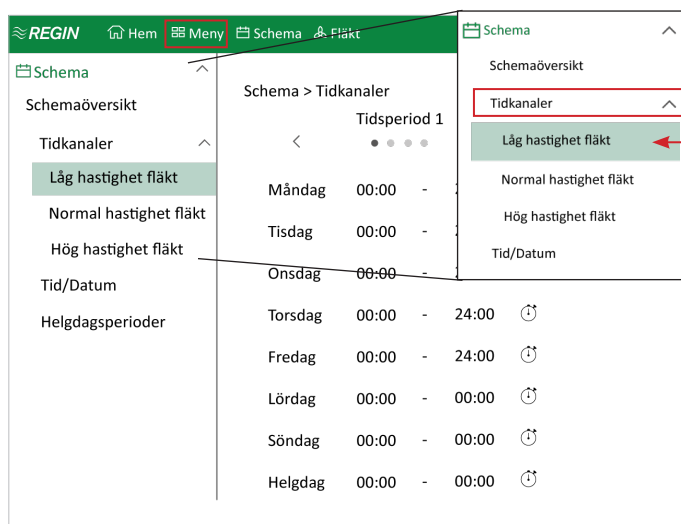 REGIN Hem Meny Schema Fläkt
Schema
Schemaöversikt
Tidkanaler
Låg hastighet fläkt
Normal hastighet fläkt
Hög hastighet fläkt
Tid/Datum
Helgdagsperioder
Schema > Tidkanaler
Tidsperiod 1
Måndag 00:00 -
Tisdag 00:00 -
Onsdag 00:00 -
Torsdag 00:00 - 24:00
Fredag 00:00 - 24:00
Lördag 00:00 - 00:00
Söndag 00:00 - 00:00
Helgdag 00:00 - 00:00
Schema
Schemaöversikt
Tidkanaler
Låg hastighet fläkt
Normal hastighet fläkt
Hög hastighet fläkt
Tid/Datum